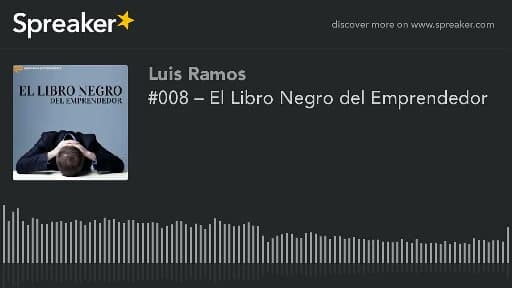 Spreaker
discover more on www.spreaker.com
Luis Ramos
#008 – El Libro Negro del Emprendedor
EL LIBRO NEGRO
DEL EMPRENDEDOR